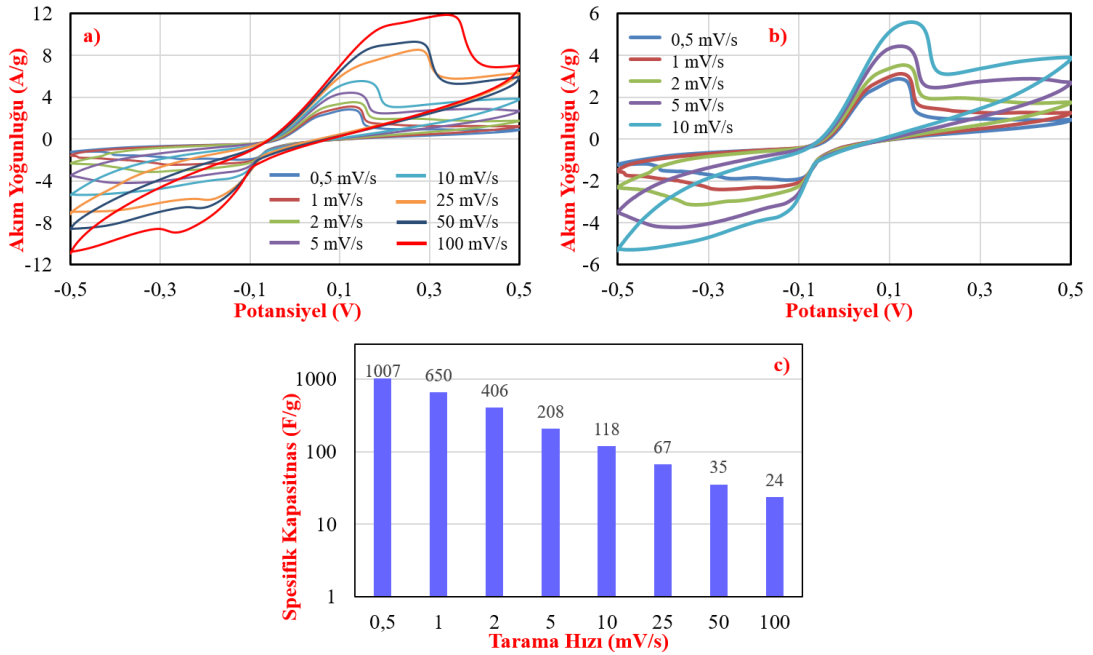 a)
Akım Yoğunluğu (A/g)
12
8
4
0
-4
-8
-12
0,5 mV/s
1 mV/s
2 mV/s
5 mV/s
10 mV/s
25 mV/s
50 mV/s
100 mV/s
-0,5
-0,3
-0,1
0,1
0,3
0,5
Potansiyel (V)
b)
Akım Yoğunluğu (A/g)
6
4
2
0
-2
-4
-6
0,5 mV/s
1 mV/s
2 mV/s
5 mV/s
10 mV/s
-0,5
-0,3
-0,1
0,1
0,3
0,5
Potansiyel (V)
c)
Spesifik Kapasitnas (F/g)
1000
100
10
1
1007
650
406
208
118
67
35
24
0,5
1
2
5
10
25
50
100
Tarama Hızı (mV/s)